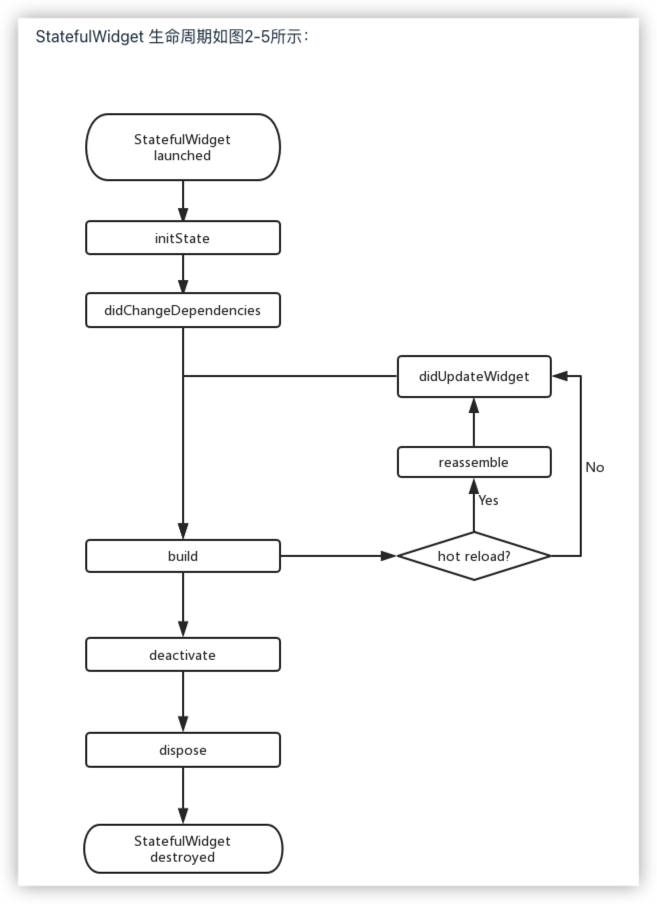 StatefulWidget 生命周期如图2-5所示：
StatefulWidget
launched
initState
didChangeDependencies
didUpdateWidget
reassemble
No
Yes
build
hot reload?
deactivate
dispose
StatefulWidget
destroyed